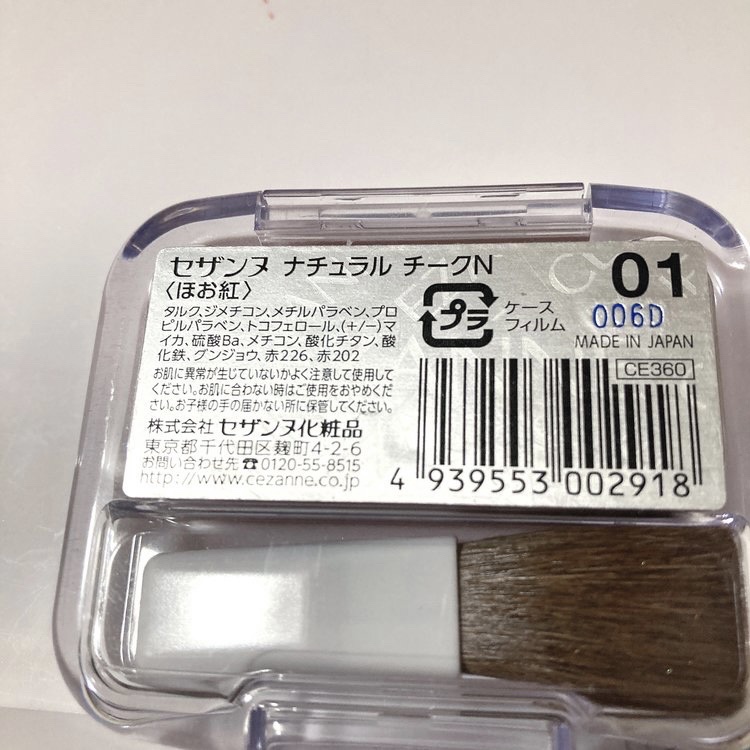 セザンヌ ナチュラル チークN
〈ほお紅〉
タルク、ジメチコン、メチルパラベン、プロ
ピルパラベン、トコフェロール、(+/−)マ
イカ、硫酸Ba、メチコン、酸化チタン、酸
化鉄、グンジョウ、赤226、赤202
お肌に異常が生じていないかよく注意して使用して
ください。お肌に合わない時はご使用をおやめくだ
さい。お子様の手の届かない所に保管してください。
株式会社 セザンヌ化粧品
東京都千代田区麹町4-2-6
お問い合わせ先 ☎0120-55-8515
http://www.cezanne.co.jp
プラ
ケース
フィルム
01
006D
MADE IN JAPAN
CE360
4 939553 002918